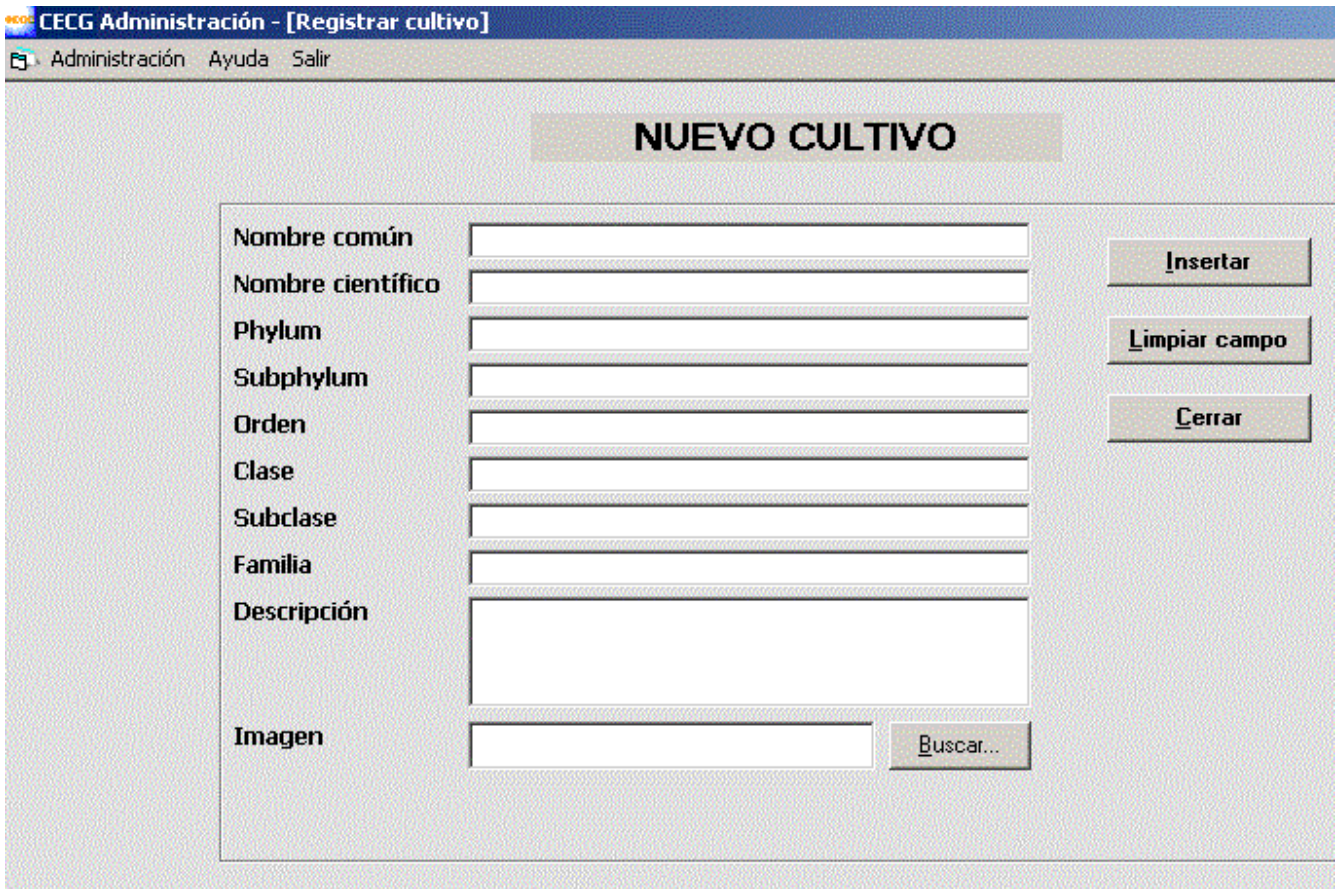 CECG Administración - [Registrar cultivo]
Administración Ayuda Salir
NUEVO CULTIVO
Nombre común
Nombre científico
Phylum
Subphylum
Orden
Clase
Subclase
Familia
Descripción
Imagen
Buscar...
Insertar
Limpiar campo
Cerrar